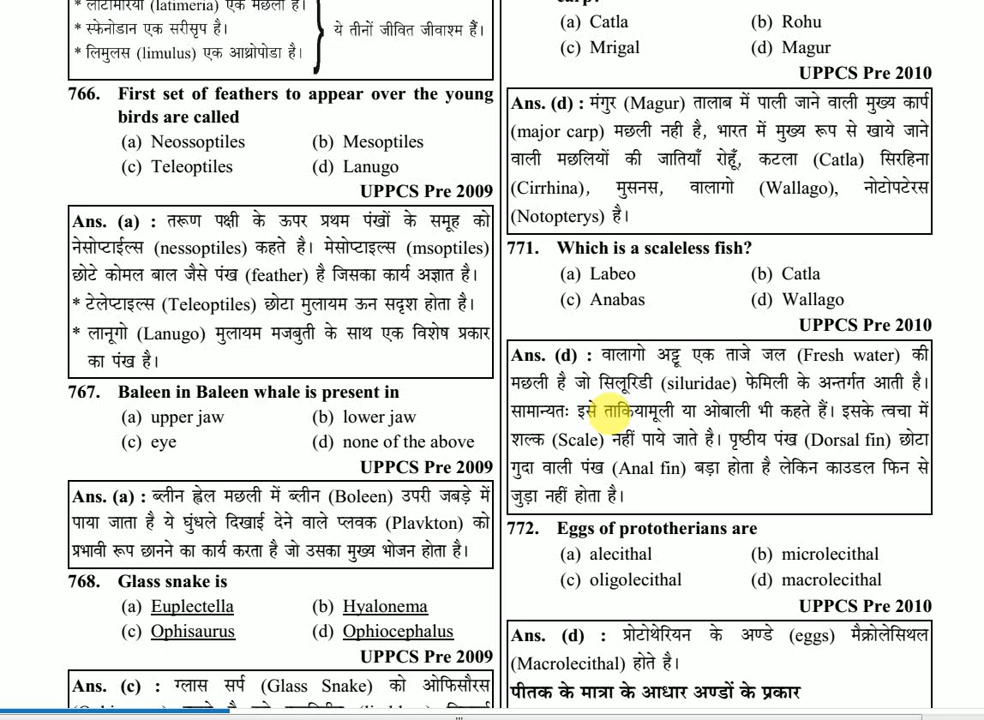 * लाटीमेरिया (latimeria) एक मछली है।
* स्फेनोडान एक सरीसृप है।
* लिमुलस (limulus) एक आथ्रोपोडा है।
ये तीनों जीवित जीवाश्म हैं।
766. First set of feathers to appear over the young
birds are called
(a) Neossoptiles (b) Mesoptiles
(c) Teleoptiles (d) Lanugo
UPPCS Pre 2009
Ans. (a) : तरूण पक्षी के ऊपर प्रथम पंखों के समूह को
नेसोप्टाईल्स (nessoptiles) कहते है। मेसोप्टाइल्स (msoptiles)
छोटे कोमल बाल जैसे पंख (feather) है जिसका कार्य अज्ञात है।
* टेलेप्टाइल्स (Teleoptiles) छोटा मुलायम ऊन सदृश होता है।
* लानूगो (Lanugo) मुलायम मजबुती के साथ एक विशेष प्रकार
का पंख है।
767. Baleen in Baleen whale is present in
(a) upper jaw (b) lower jaw
(c) eye (d) none of the above
UPPCS Pre 2009
Ans. (a) : ब्लीन ह्वेल मछली में ब्लीन (Boleen) उपरी जबड़े में
पाया जाता है ये घुंधले दिखाई देने वाले प्लवक (Plavkton) को
प्रभावी रूप छानने का कार्य करता है जो उसका मुख्य भोजन होता है।
768. Glass snake is
(a) Euplectella (b) Hyalonema
(c) Ophisaurus (d) Ophiocephalus
UPPCS Pre 2009
Ans. (c) : ग्लास सर्प (Glass Snake) को ओफिसौरस
(a) Catla (b) Rohu
(c) Mrigal (d) Magur
UPPCS Pre 2010
Ans. (d) : मंगुर (Magur) तालाब में पाली जाने वाली मुख्य कार्प
(major carp) मछली नही है, भारत में मुख्य रूप से खाये जाने
वाली मछलियों की जातियाँ रोहूँ, कटला (Catla) सिरहिना
(Cirrhina), मुसनस, वालागो (Wallago), नोटोपटेरस
(Notopterys) है।
771. Which is a scaleless fish?
(a) Labeo (b) Catla
(c) Anabas (d) Wallago
UPPCS Pre 2010
Ans. (d) : वालागो अट्टू एक ताजे जल (Fresh water) की
मछली है जो सिलूरिडी (siluridae) फेमिली के अन्तर्गत आती है।
सामान्यतः इसे ताकियामूली या ओबाली भी कहते हैं। इसके त्वचा में
शल्क (Scale) नहीं पाये जाते है। पृष्ठीय पंख (Dorsal fin) छोटा
गुदा वाली पंख (Anal fin) बड़ा होता है लेकिन काउडल फिन से
जुड़ा नहीं होता है।
772. Eggs of prototherians are
(a) alecithal (b) microlecithal
(c) oligolecithal (d) macrolecithal
UPPCS Pre 2010
Ans. (d) : प्रोटोथेरियन के अण्डे (eggs) मैक्रोलेसिथल
(Macrolecithal) होते है।
पीतक के मात्रा के आधार अण्डों के प्रकार